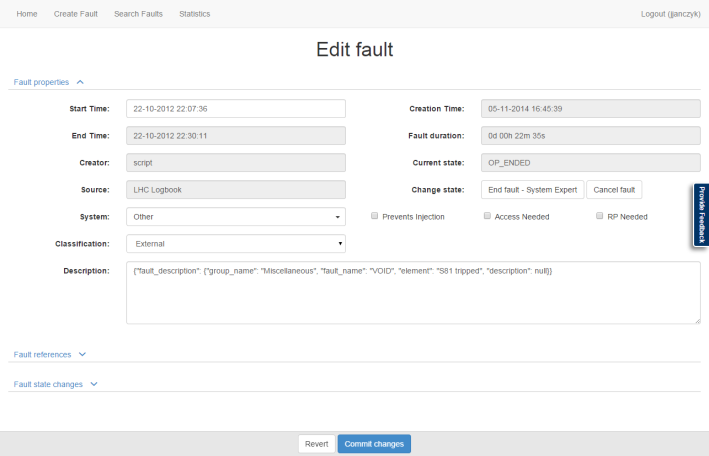 Home Create Fault Search Faults Statistics Logout (jjanczyk)
Edit fault
Fault properties
Start Time: 22-10-2012 22:07:36 Creation Time: 05-11-2014 16:45:39
End Time: 22-10-2012 22:30:11 Fault duration: 0d 00h 22m 35s
Creator: script Current state: OP_ENDED
Source: LHC Logbook Change state: End fault - System Expert Cancel fault
System: Other Prevents Injection Access Needed RP Needed
Classification: External
Description: {"fault_description": {"group_name": "Miscellaneous", "fault_name": "VOID", "element": "S81 tripped", "description": null}}
Provide Feedback
Fault references
Fault state changes
Revert Commit changes